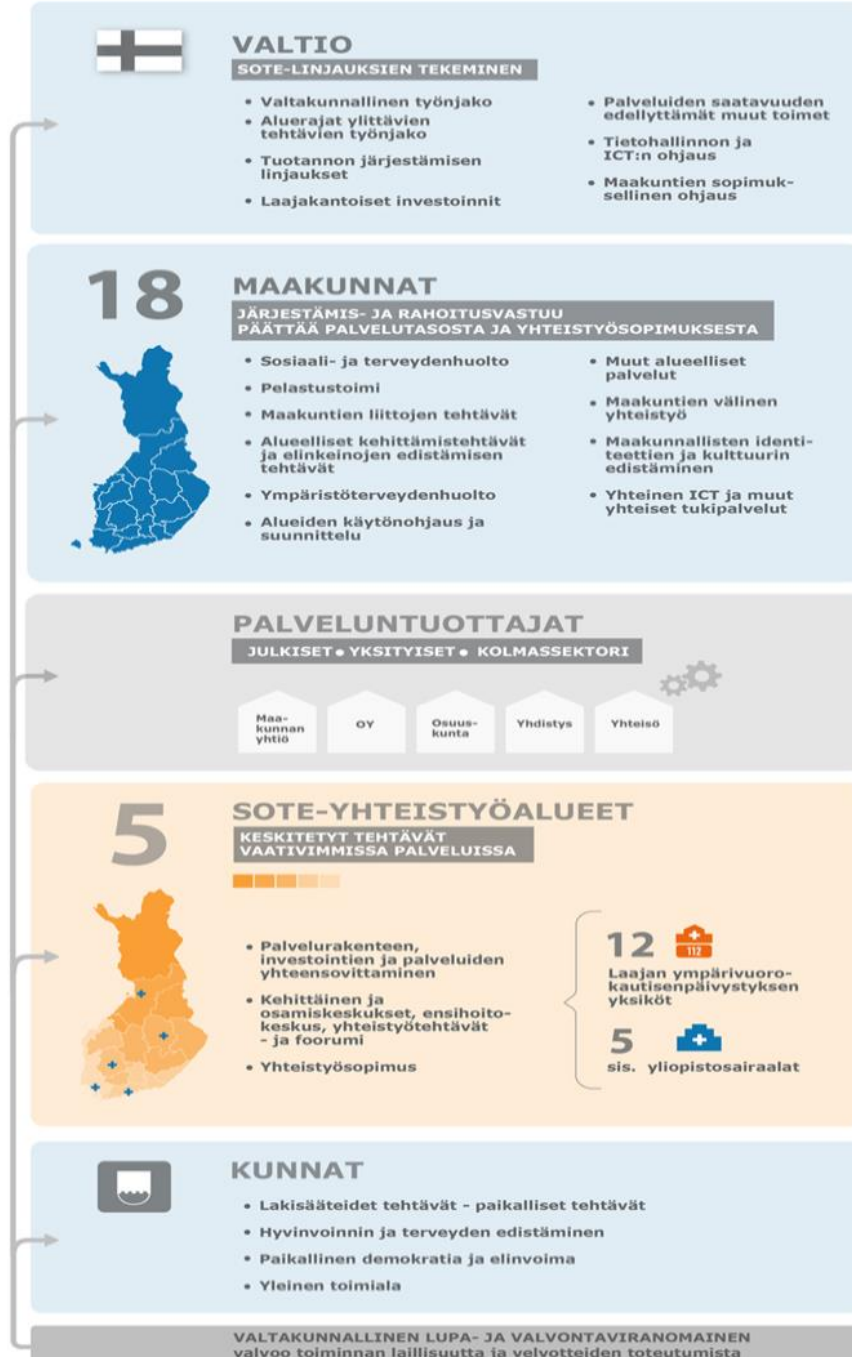 VALTIO
SOTE-LINJAUKSIEN TEKEMINEN
• Valtakunnallinen työnjako
• Aluerajat ylittävien
tehtävien työnjako
• Tuotannon järjestämisen
linjaukset
• Laajakantoiset investoinnit
• Palveluiden saatavuuden
edellyttämät muut toimet
• Tietohallinnon ja
ICT:n ohjaus
• Maakuntien sopimuk-
sellinen ohjaus
18
MAAKUNNAT
JÄRJESTÄMIS- JA RAHOITUSVASTUU
PÄÄTTÄÄ PALVELUTASOSTA JA YHTEISTYÖSOPIMUKSESTA
• Sosiaali- ja terveydenhuolto
• Pelastustoimi
• Maakuntien liittojen tehtävät
• Alueelliset kehittämistehtävät
ja elinkeinojen edistämisen
tehtävät
• Ympäristöterveydenhuolto
• Alueiden käytönohjaus ja
suunnittelu
• Muut alueelliset
palvelut
• Maakuntien välinen
yhteistyö
• Maakunnallisten identi-
teettien ja kulttuurin
edistäminen
• Yhteinen ICT ja muut
yhteiset tukipalvelut
PALVELUNTUOTTAJAT
JULKISET • YKSITYISET • KOLMASSEKTORI
Maa-
kunnan
yhtiö
OY
Osuus-
kunta
Yhdistys
Yhteisö
5
SOTE-YHTEISTYÖALUEET
KESKITETYT TEHTÄVÄT
VAATIVIMMISSA PALVELUISSA
• Palvelurakenteen,
investointien ja palveluiden
yhteensovittaminen
• Kehittäinen ja
osamiskeskukset, ensihoito-
keskus, yhteistyötehtävät
- ja foorumi
• Yhteistyösopimus
12
112
Laajan ympärivuoro-
kautisenpäivystyksen
yksiköt
5
sis. yliopistosairaalat
KUNNAT
• Lakisääteidet tehtävät - paikalliset tehtävät
• Hyvinvoinnin ja terveyden edistäminen
• Paikallinen demokratia ja elinvoima
• Yleinen toimiala
VALTAKUNNALLINEN LUPA- JA VALVONTAVIRANOMAINEN
valvoo toiminnan laillisuutta ja velvotteiden toteutumista